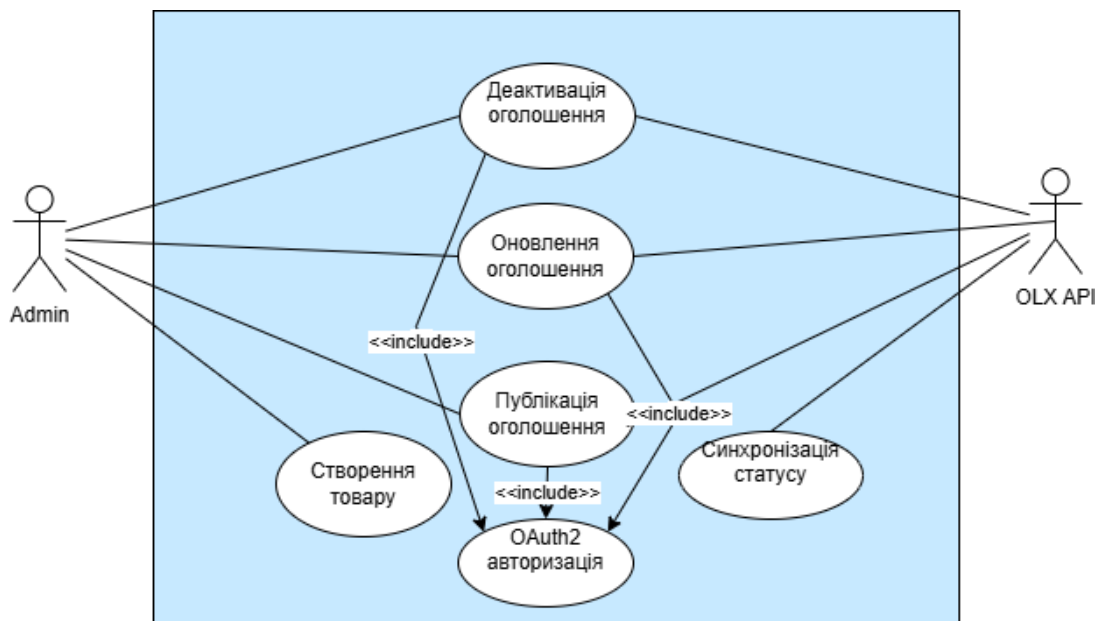 Деактивація
оголошення
Оновлення
оголошення
Admin
OLX API
<<include>>
Публікація
оголошення
<<include>>
Створення
товару
Синхронізація
статусу
<<include>>
OAuth2
авторизація